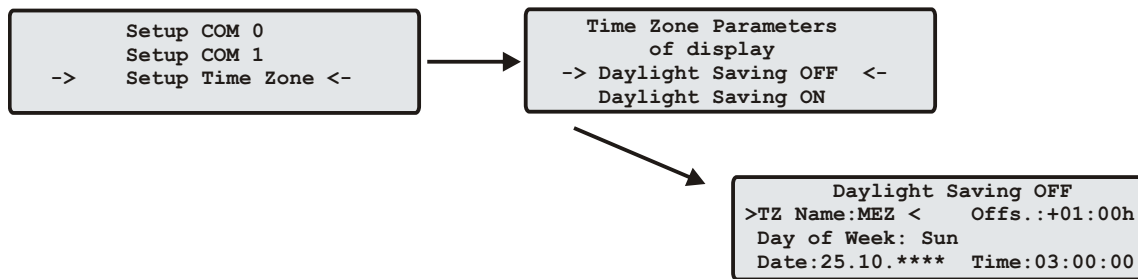 Setup COM 0
Setup COM 1
-> Setup Time Zone <-
Time Zone Parameters
of display
-> Daylight Saving OFF <-
Daylight Saving ON
Daylight Saving OFF
>TZ Name:MEZ < Offs.:+01:00h
Day of Week: Sun
Date:25.10.**** Time:03:00:00